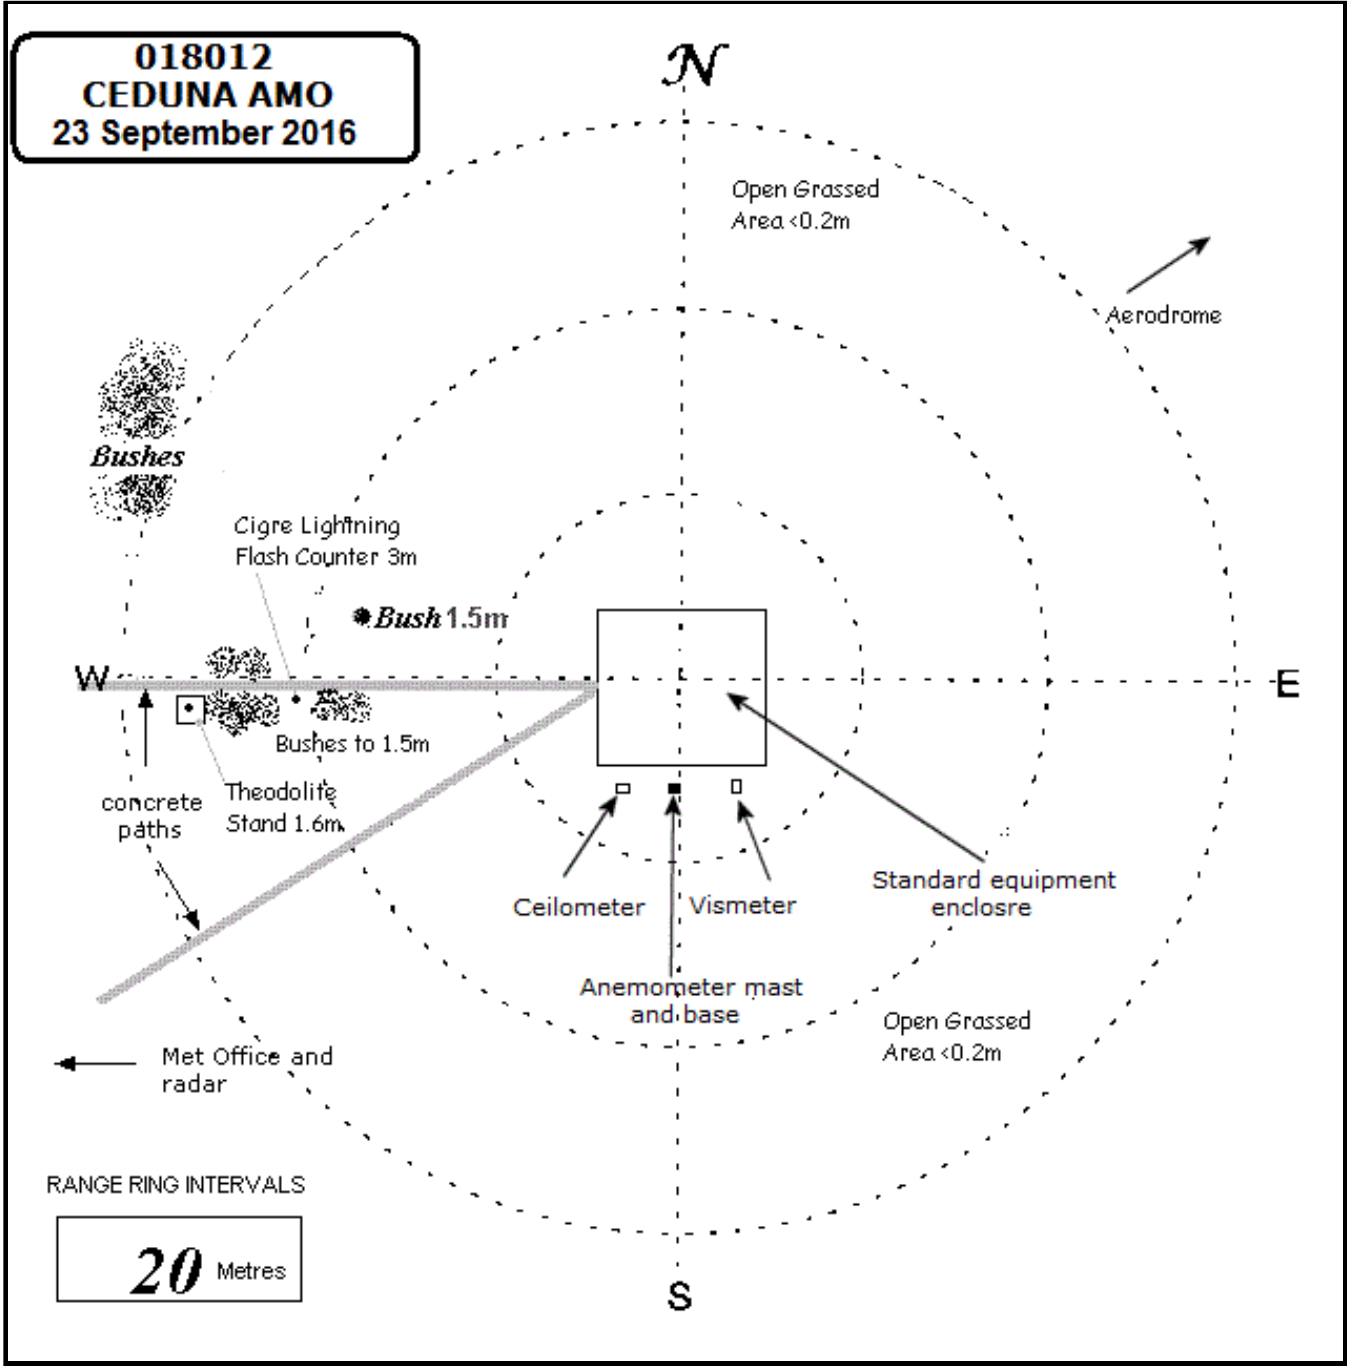 018012
CEDUNA AMO
23 September 2016
N
Open Grassed
Area <0.2m
Aerodrome
Bushes
Cigre Lightning
Flash Counter 3m
Bush 1.5m
W
E
Bushes to 1.5m
Theodolite
Stand 1.6m
concrete
paths
Ceilometer
Vismeter
Standard equipment
enclosre
Anemometer mast
and base
Open Grassed
Area <0.2m
Met Office and
radar
RANGE RING INTERVALS
20 Metres
S